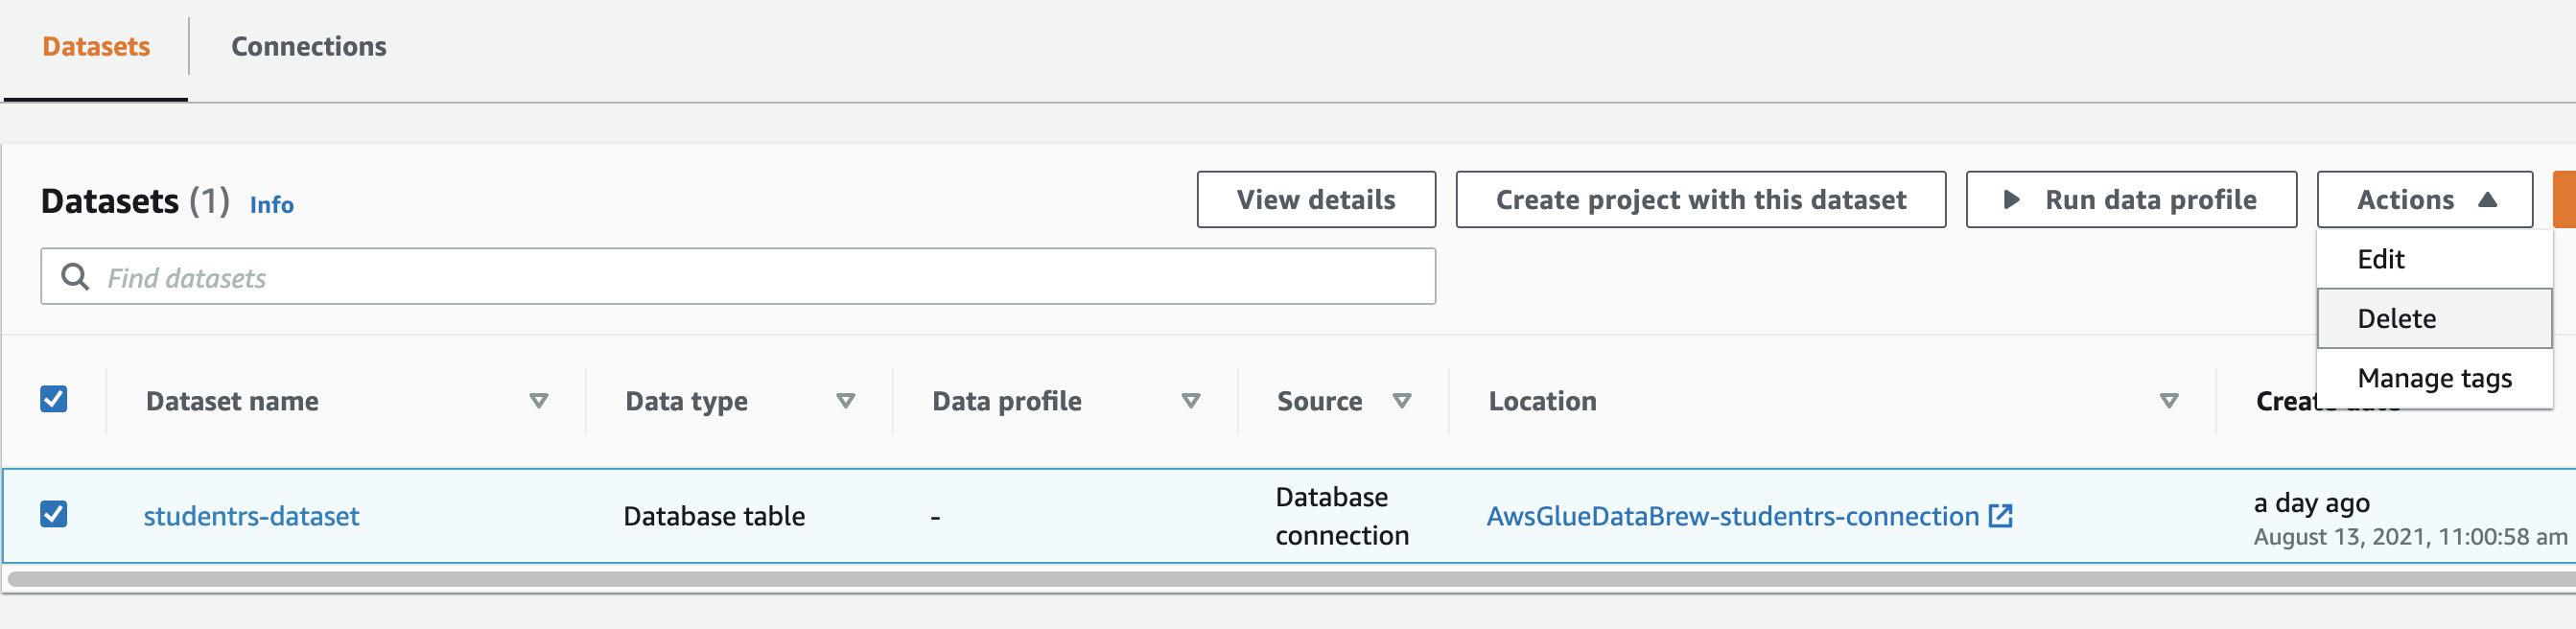 Datasets
Connections
Datasets (1) Info
View details
Create project with this dataset
Run data profile
Actions
Edit
Delete
Manage tags
Find datasets
Dataset name
Data type
Data profile
Source
Location
Create date
studentrs-dataset
Database table
-
Database
connection
AwsGlueDataBrew-studentrs-connection
a day ago
August 13, 2021, 11:00:58 am